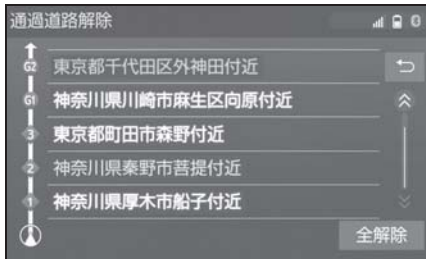 通過道路解除
G2 東京都千代田区外神田付近
G1 神奈川県川崎市麻生区向原付近
3 東京都町田市森野付近
2 神奈川県秦野市菩提付近
1 神奈川県厚木市船子付近
全解除